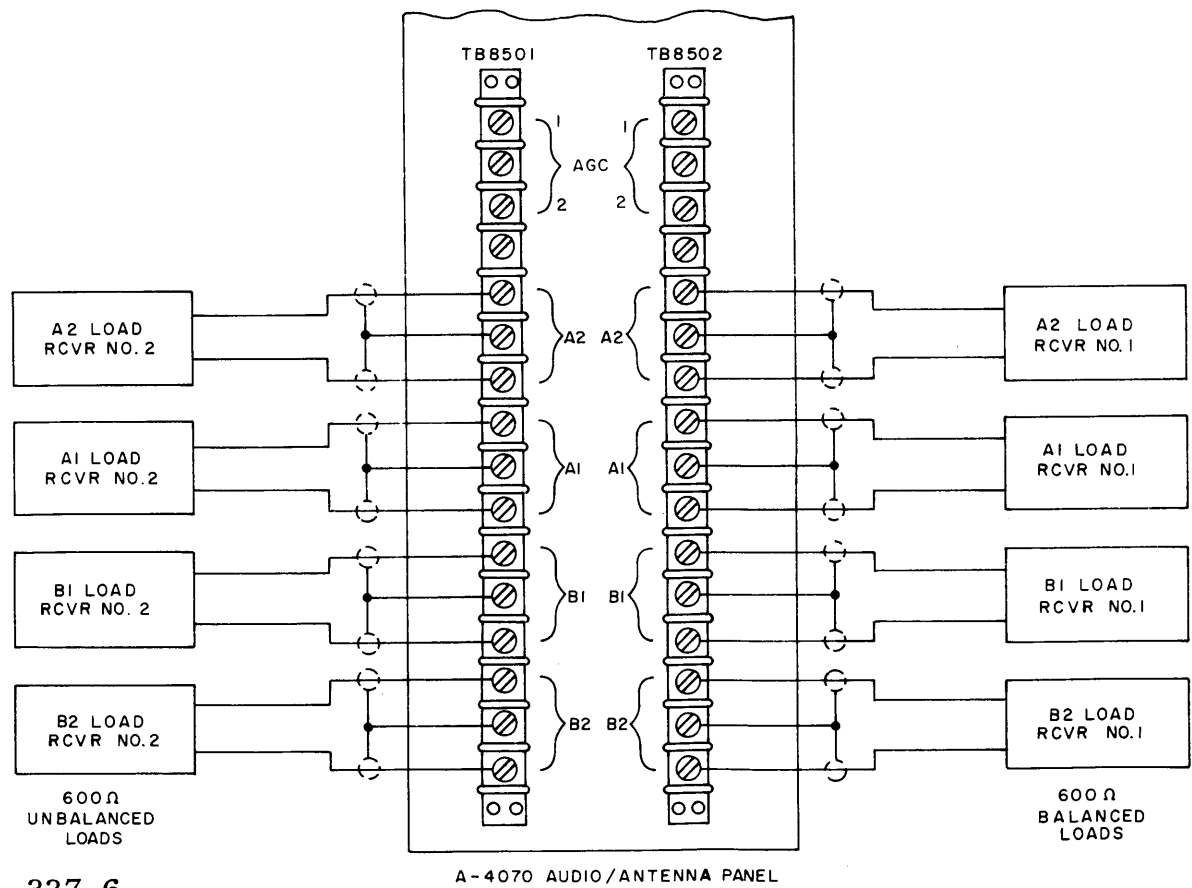 TB8501 TB8502
1 1
AGC
2 2
A2 LOAD
RCVR NO. 2
A2 A2
A2 LOAD
RCVR NO. 1
A1 LOAD
RCVR NO. 2
A1 A1
A1 LOAD
RCVR NO. 1
B1 LOAD
RCVR NO. 2
B1 B1
B1 LOAD
RCVR NO. 1
B2 LOAD
RCVR NO. 2
B2 B2
B2 LOAD
RCVR NO. 1
600Ω
UNBALANCED
LOADS
600Ω
BALANCED
LOADS
A-4070 AUDIO/ANTENNA PANEL